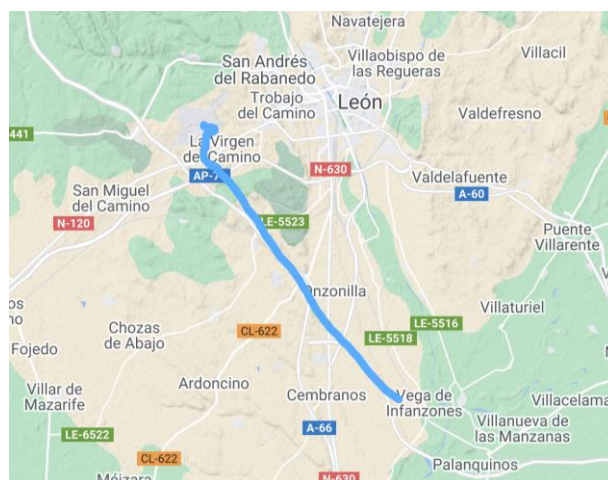 Navatejera
San Andrés
del Rabanedo
Villaobispo de
las Regueras
Villacil
Trobajo
del Camino
León
Valdefresno
441
La Virgen
del Camino
AP-7
N-630
San Miguel
del Camino
Valdelafuente
A-60
N-120
LE-5523
Puente
Villarente
Onzonilla
Villaturiel
Chozas
de Abajo
CL-622
LE-5516
LE-5518
Fojedo
Ardoncino
Villar de
Mazarife
Cembranos
Vega de
Infanzones
Villacelama
A-66
Villanueva de
las Manzanas
LE-6522
CL-622
Palanquinos
N-630